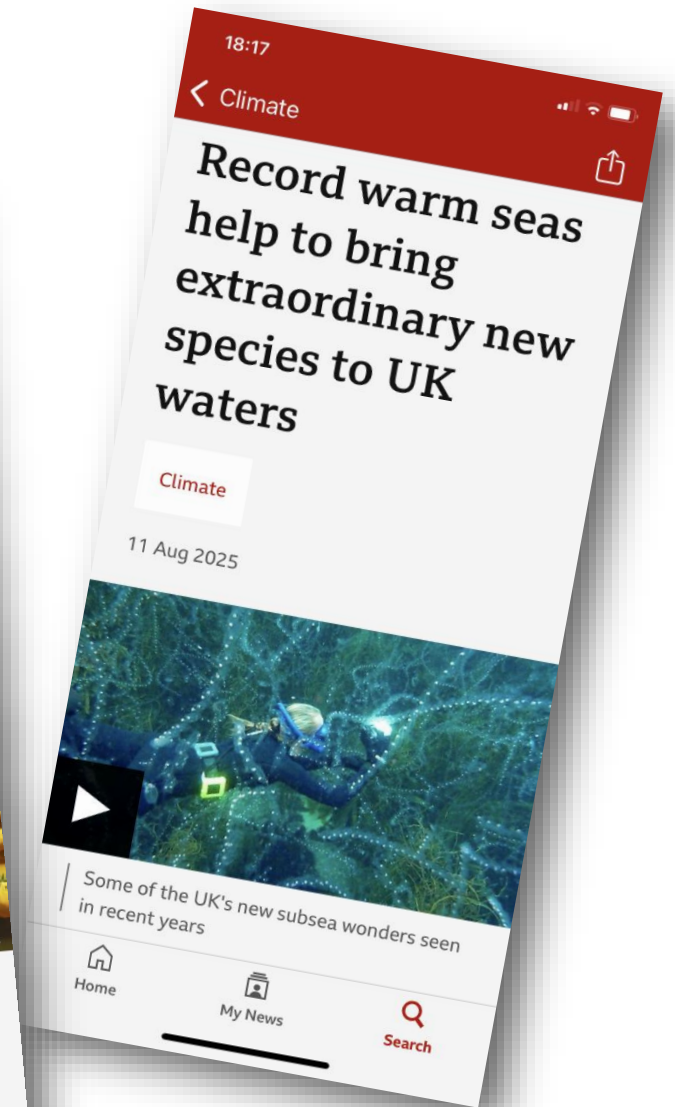 18:17
Climate
Record warm seas
help to bring
extraordinary new
species to UK
waters
Climate
11 Aug 2025
Some of the UK's new subsea wonders seen
in recent years
Home
My News
Search